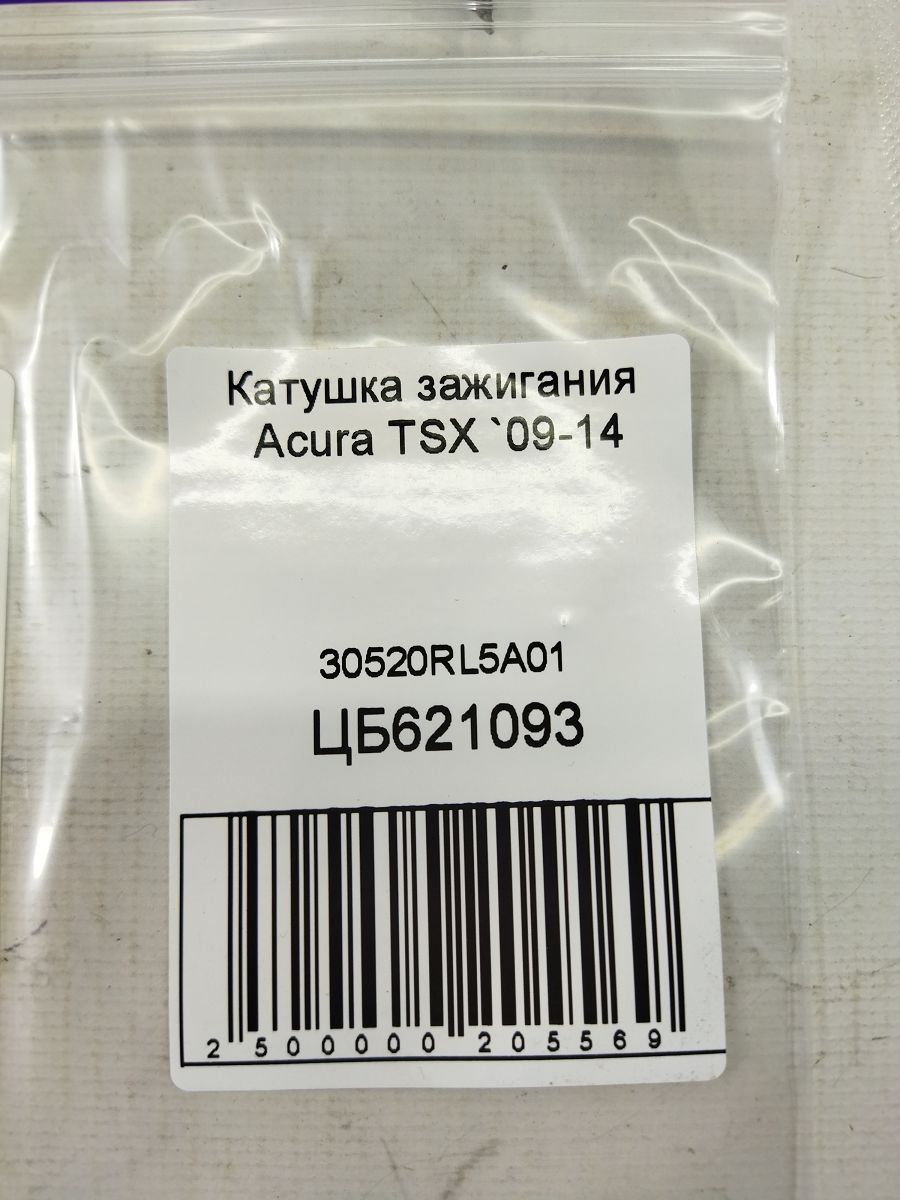 Катушка зажигания
Acura TSX `09-14
30520RL5A01
ЦБ621093
2 500000 205569